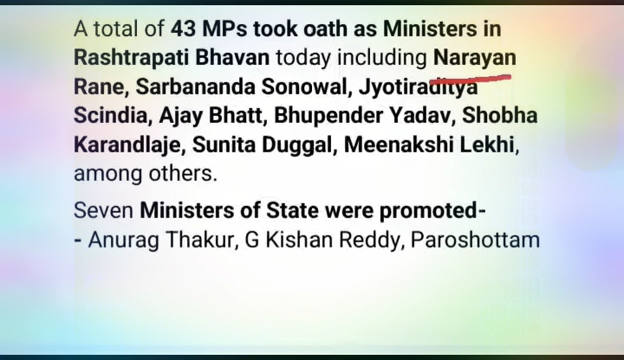 A total of 43 MPs took oath as Ministers in
Rashtrapati Bhavan today including Narayan
Rane, Sarbananda Sonowal, Jyotiraditya
Scindia, Ajay Bhatt, Bhupender Yadav, Shobha
Karandlaje, Sunita Duggal, Meenakshi Lekhi,
among others.
Seven Ministers of State were promoted-
- Anurag Thakur, G Kishan Reddy, Paroshottam